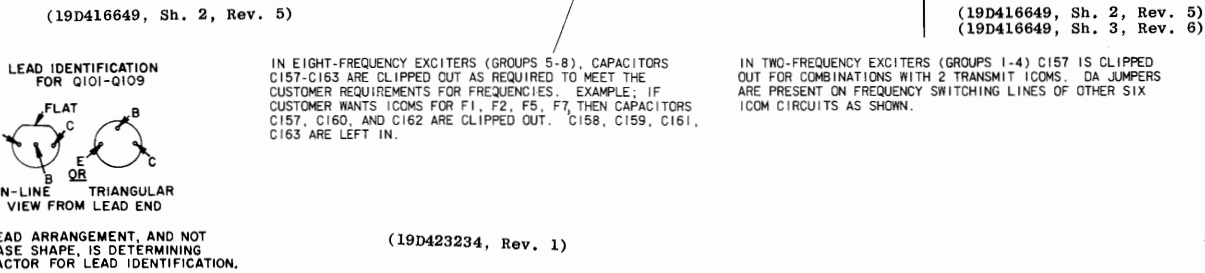 (19D416649, Sh. 2, Rev. 5)
(19D416649, Sh. 2, Rev. 5)
(19D416649, Sh. 3, Rev. 6)
LEAD IDENTIFICATION
FOR Q101-Q109
FLAT
C
B
B
E
C
OR
N-LINE TRIANGULAR
VIEW FROM LEAD END
EAD ARRANGEMENT, AND NOT
ASE SHAPE, IS DETERMINING
ACTOR FOR LEAD IDENTIFICATION.
IN EIGHT-FREQUENCY EXCITERS (GROUPS 5-8), CAPACITORS
C157-C163 ARE CLIPPED OUT AS REQUIRED TO MEET THE
CUSTOMER REQUIREMENTS FOR FREQUENCIES. EXAMPLE; IF
CUSTOMER WANTS ICOMS FOR F1, F2, F5, F7, THEN CAPACITORS
C157, C160, AND C162 ARE CLIPPED OUT. C158, C159, C161,
C163 ARE LEFT IN.
IN TWO-FREQUENCY EXCITERS (GROUPS 1-4) C157 IS CLIPPED
OUT FOR COMBINATIONS WITH 2 TRANSMIT ICOMS. DA JUMPERS
ARE PRESENT ON FREQUENCY SWITCHING LINES OF OTHER SIX
ICOM CIRCUITS AS SHOWN.
(19D423234, Rev. 1)